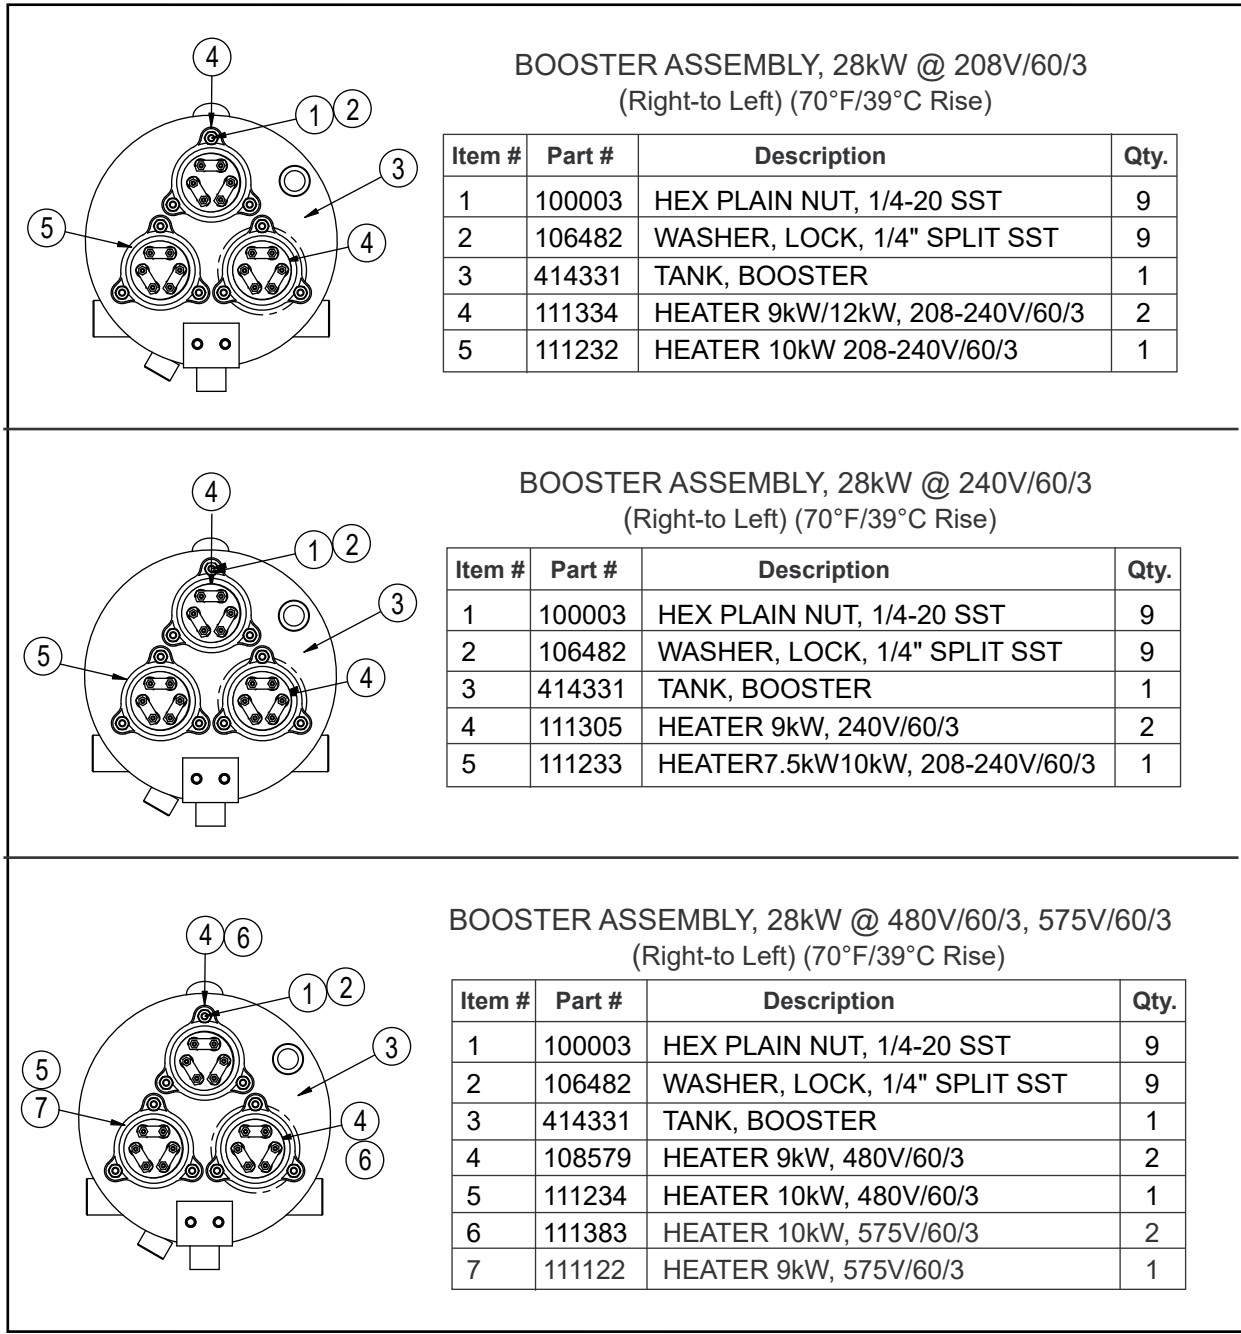 4
1 2
3
5
4
BOOSTER ASSEMBLY, 28kW @ 208V/60/3
(Right-to Left) (70°F/39°C Rise)
Item # Part # Description Qty.
1 100003 HEX PLAIN NUT, 1/4-20 SST 9
2 106482 WASHER, LOCK, 1/4" SPLIT SST 9
3 414331 TANK, BOOSTER 1
4 111334 HEATER 9kW/12kW, 208-240V/60/3 2
5 111232 HEATER 10kW 208-240V/60/3 1
4
1 2
3
5
4
BOOSTER ASSEMBLY, 28kW @ 240V/60/3
(Right-to Left) (70°F/39°C Rise)
Item # Part # Description Qty.
1 100003 HEX PLAIN NUT, 1/4-20 SST 9
2 106482 WASHER, LOCK, 1/4" SPLIT SST 9
3 414331 TANK, BOOSTER 1
4 111305 HEATER 9kW, 240V/60/3 2
5 111233 HEATER7.5kW10kW, 208-240V/60/3 1
4 6
1 2
3
5
7
4
6
BOOSTER ASSEMBLY, 28kW @ 480V/60/3, 575V/60/3
(Right-to Left) (70°F/39°C Rise)
Item # Part # Description Qty.
1 100003 HEX PLAIN NUT, 1/4-20 SST 9
2 106482 WASHER, LOCK, 1/4" SPLIT SST 9
3 414331 TANK, BOOSTER 1
4 108579 HEATER 9kW, 480V/60/3 2
5 111234 HEATER 10kW, 480V/60/3 1
6 111383 HEATER 10kW, 575V/60/3 2
7 111122 HEATER 9kW, 575V/60/3 1